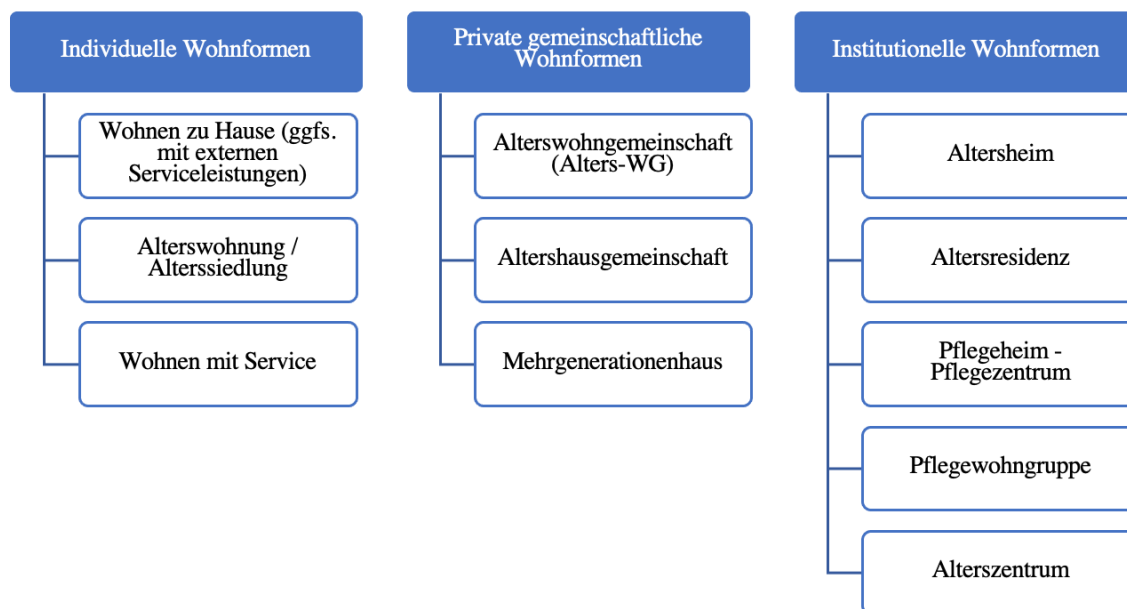 Individuelle Wohnformen
Wohnen zu Hause (ggfs.
mit externen
Serviceleistungen)
Alterswohnung /
Alterssiedlung
Wohnen mit Service
Private gemeinschaftliche
Wohnformen
Alterswohngemeinschaft
(Alters-WG)
Altershausgemeinschaft
Mehrgenerationenhaus
Institutionelle Wohnformen
Altersheim
Altersresidenz
Pflegeheim -
Pflegezentrum
Pflegewohngruppe
Alterszentrum